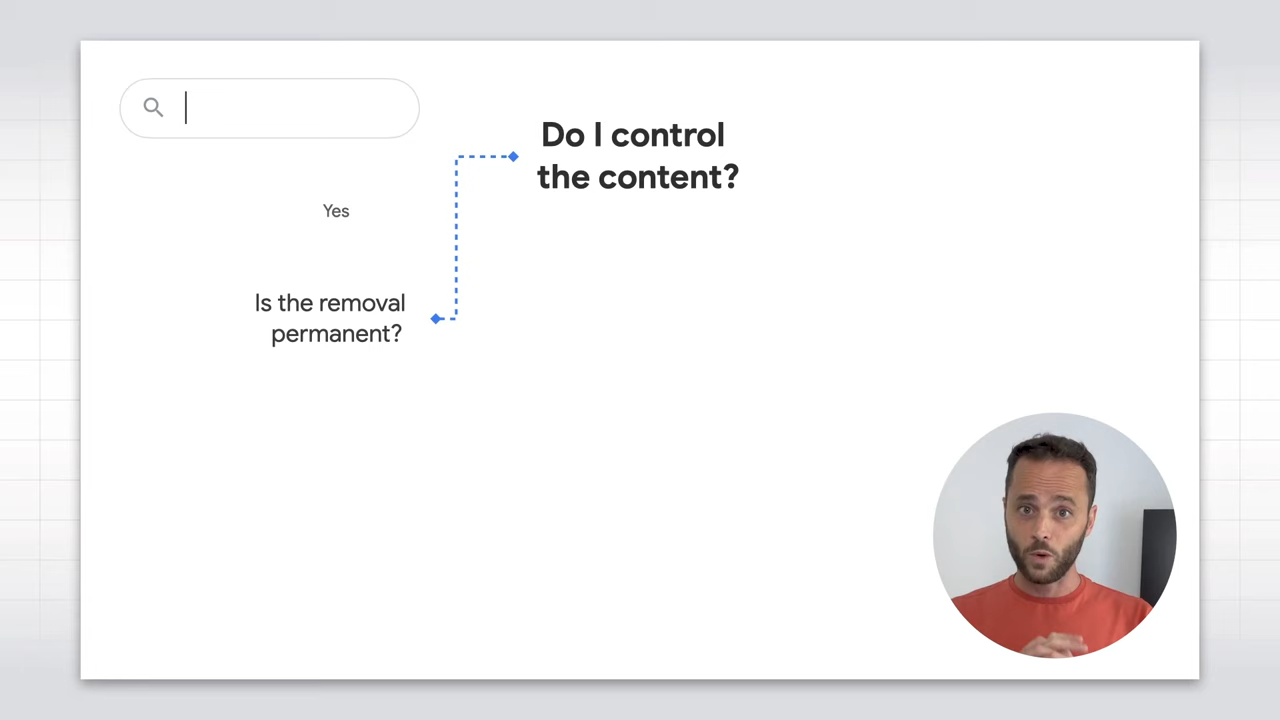 Do I control
the content?
Yes
Is the removal
permanent?